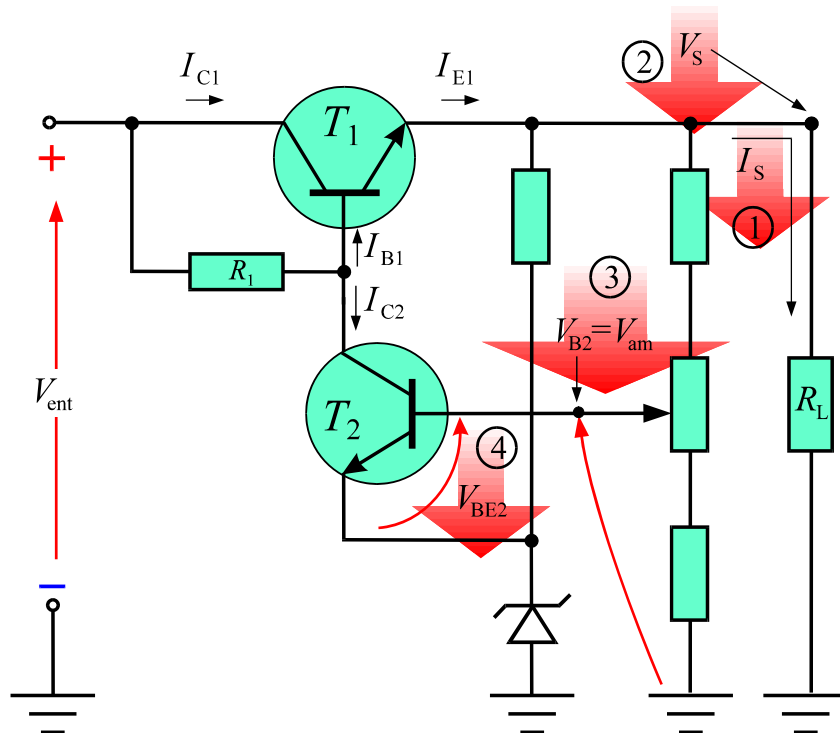 2
V_S
I_C1
I_E1
T_1
+
I_S
1
I_B1
3
R_1
I_C2
V_B2=V_am
V_ent
T_2
R_L
4
V_BE2
−